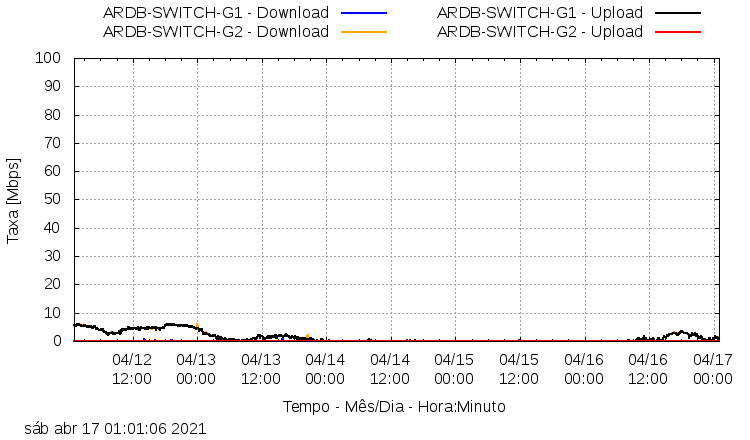 ARDB-SWITCH-G1 - Download ARDB-SWITCH-G1 - Upload
ARDB-SWITCH-G2 - Download ARDB-SWITCH-G2 - Upload
100
90
80
70
60
50
40
30
20
10
0
Taxa [Mbps]
04/12 04/13 04/13 04/14 04/14 04/15 04/15 04/16 04/16 04/17
12:00 00:00 12:00 00:00 12:00 00:00 12:00 00:00 12:00 00:00
Tempo - Mês/Dia - Hora:Minuto
sáb abr 17 01:01:06 2021